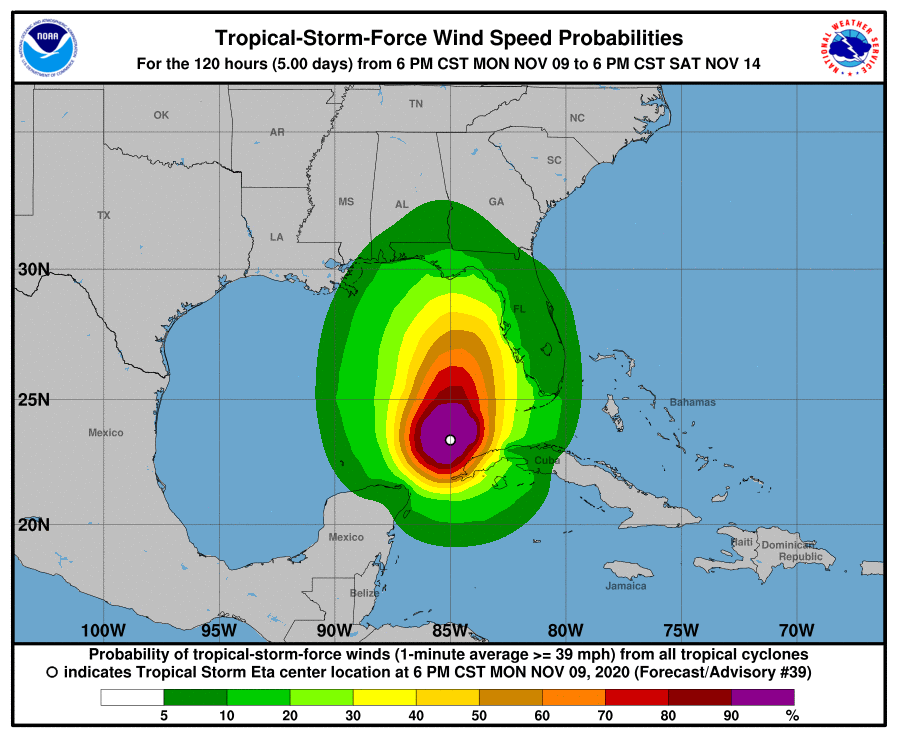 NOAA
Tropical-Storm-Force Wind Speed Probabilities
For the 120 hours (5.00 days) from 6 PM CST MON NOV 09 to 6 PM CST SAT NOV 14
NATIONAL WEATHER SERVICE
OK
TN
NC
AR
SC
MS
AL
GA
TX
LA
30N
FL
25N
Bahamas
Mexico
Cuba
20N
Mexico
Haiti
Dominican
Republic
Jamaica
Belize
100W
95W
90W
85W
80W
75W
70W
Probability of tropical-storm-force winds (1-minute average >= 39 mph) from all tropical cyclones
indicates Tropical Storm Eta center location at 6 PM CST MON NOV 09, 2020 (Forecast/Advisory #39)
5 10 20 30 40 50 60 70 80 90 %